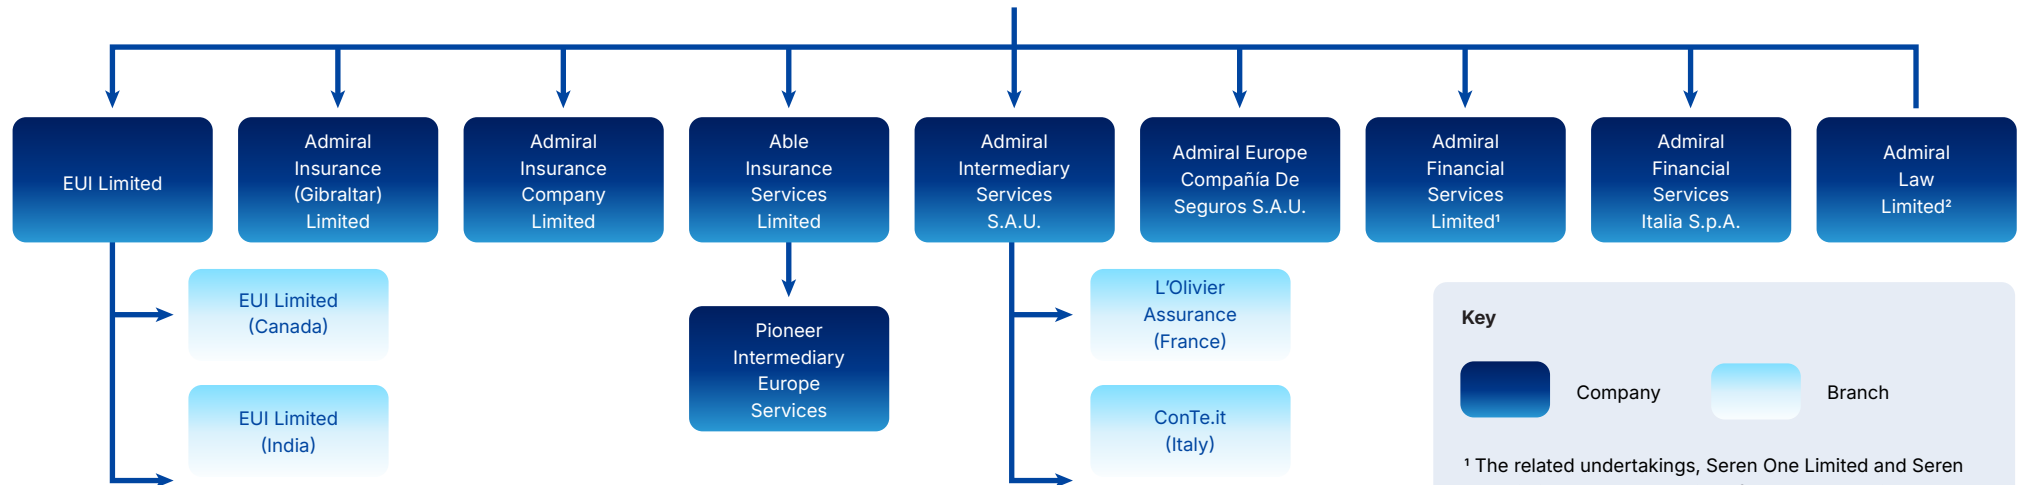 EUI Limited
Admiral
Insurance
(Gibraltar)
Limited
Admiral
Insurance
Company
Limited
Able
Insurance
Services
Limited
Admiral
Intermediary
Services
S.A.U.
Admiral Europe
Compañía De
Seguros S.A.U.
Admiral
Financial
Services
Limited¹
Admiral
Financial
Services
Italia S.p.A.
Admiral
Law
Limited²
EUI Limited
(Canada)
EUI Limited
(India)
Pioneer
Intermediary
Europe
Services
L’Olivier
Assurance
(France)
ConTe.it
(Italy)
Key
Company
Branch
¹ The related undertakings, Seren One Limited and Seren